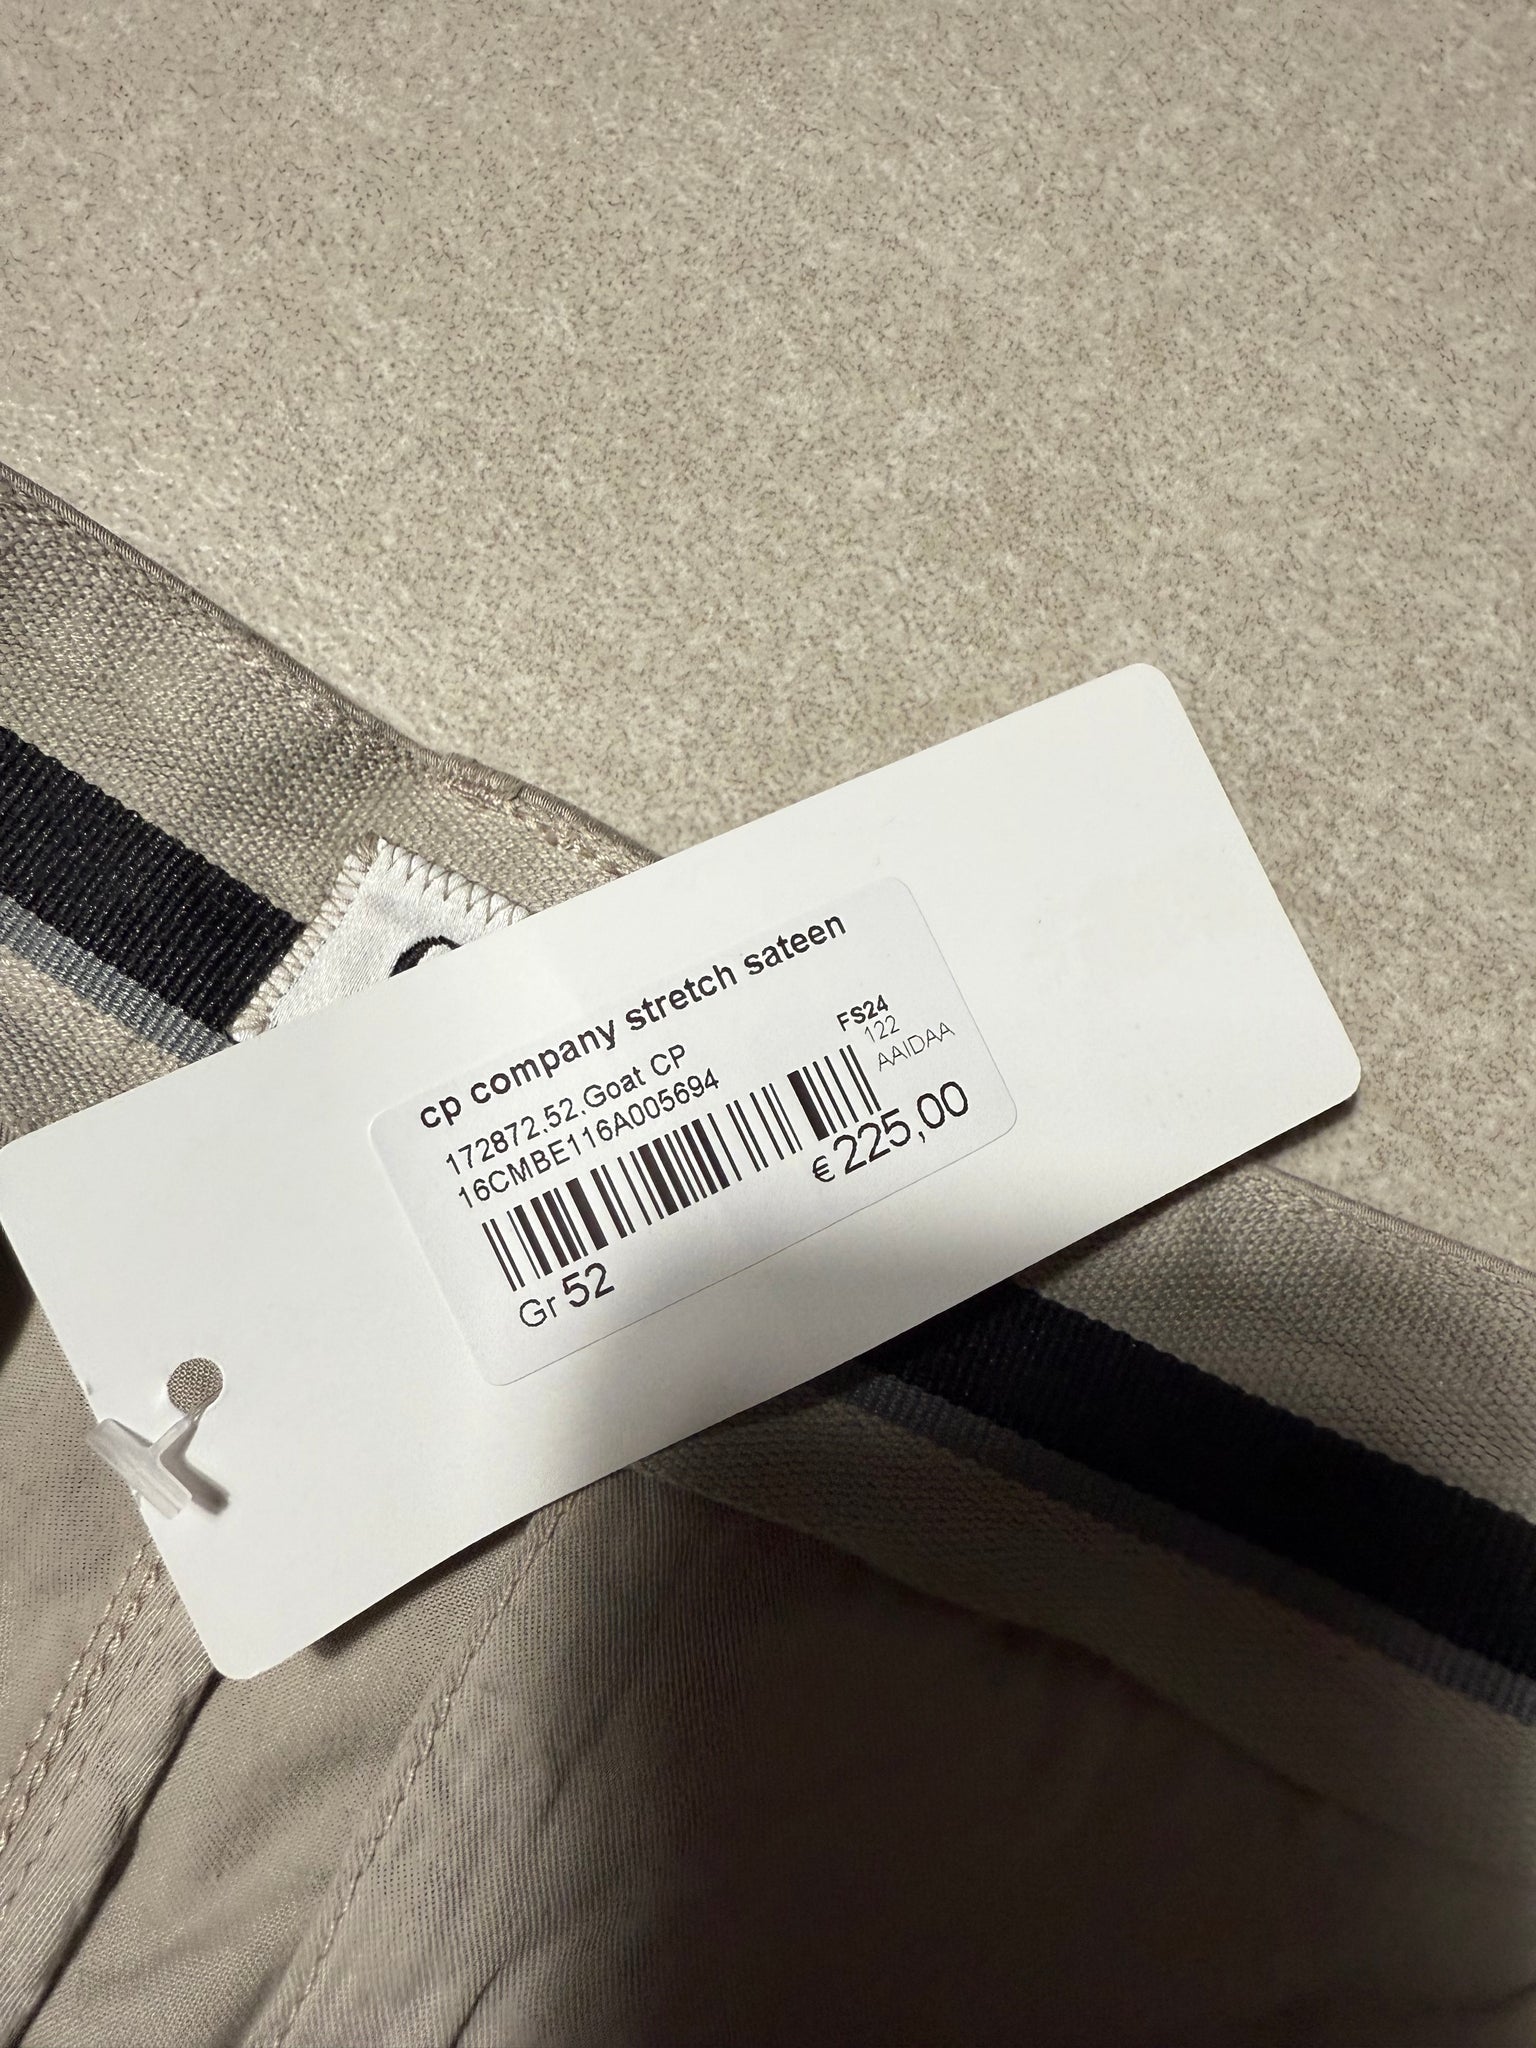 cp company stretch sateen
172872,52,Goat CP
16CMBE116A005694
FS24
122
AAIDAA
€225,00
Gr 52